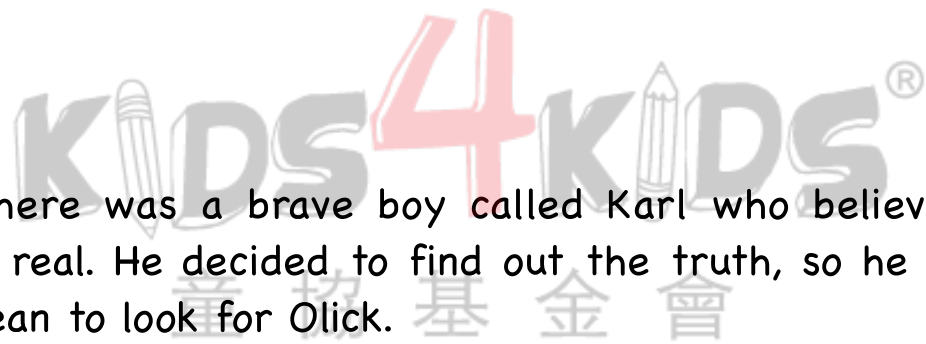 KIDS4KIDS®
here was a brave boy called Karl who believ
real. He decided to find out the truth, so he
ean to look for Olick.
童協基金會